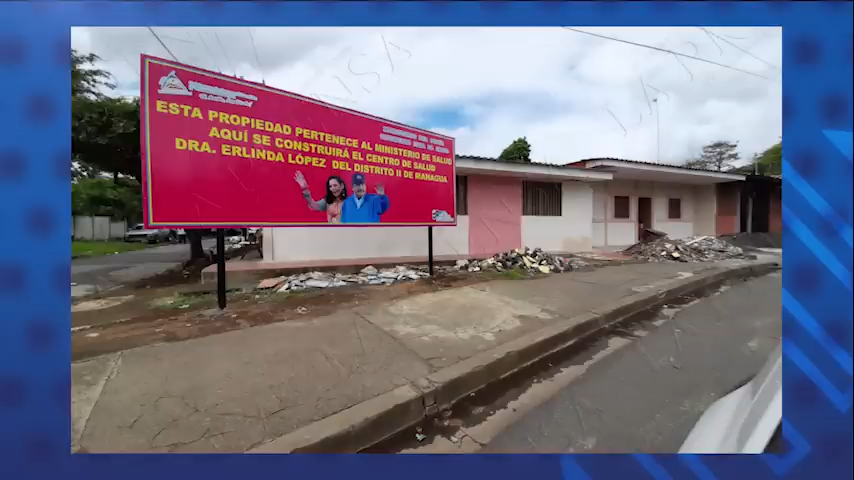 ESTA PROPIEDAD PERTENECE AL MINISTERIO DE SALUD
AQUÍ SE CONSTRUIRÁ EL CENTRO DE SALUD
DRA. ERLINDA LÓPEZ DEL DISTRITO II DE MANAGUA